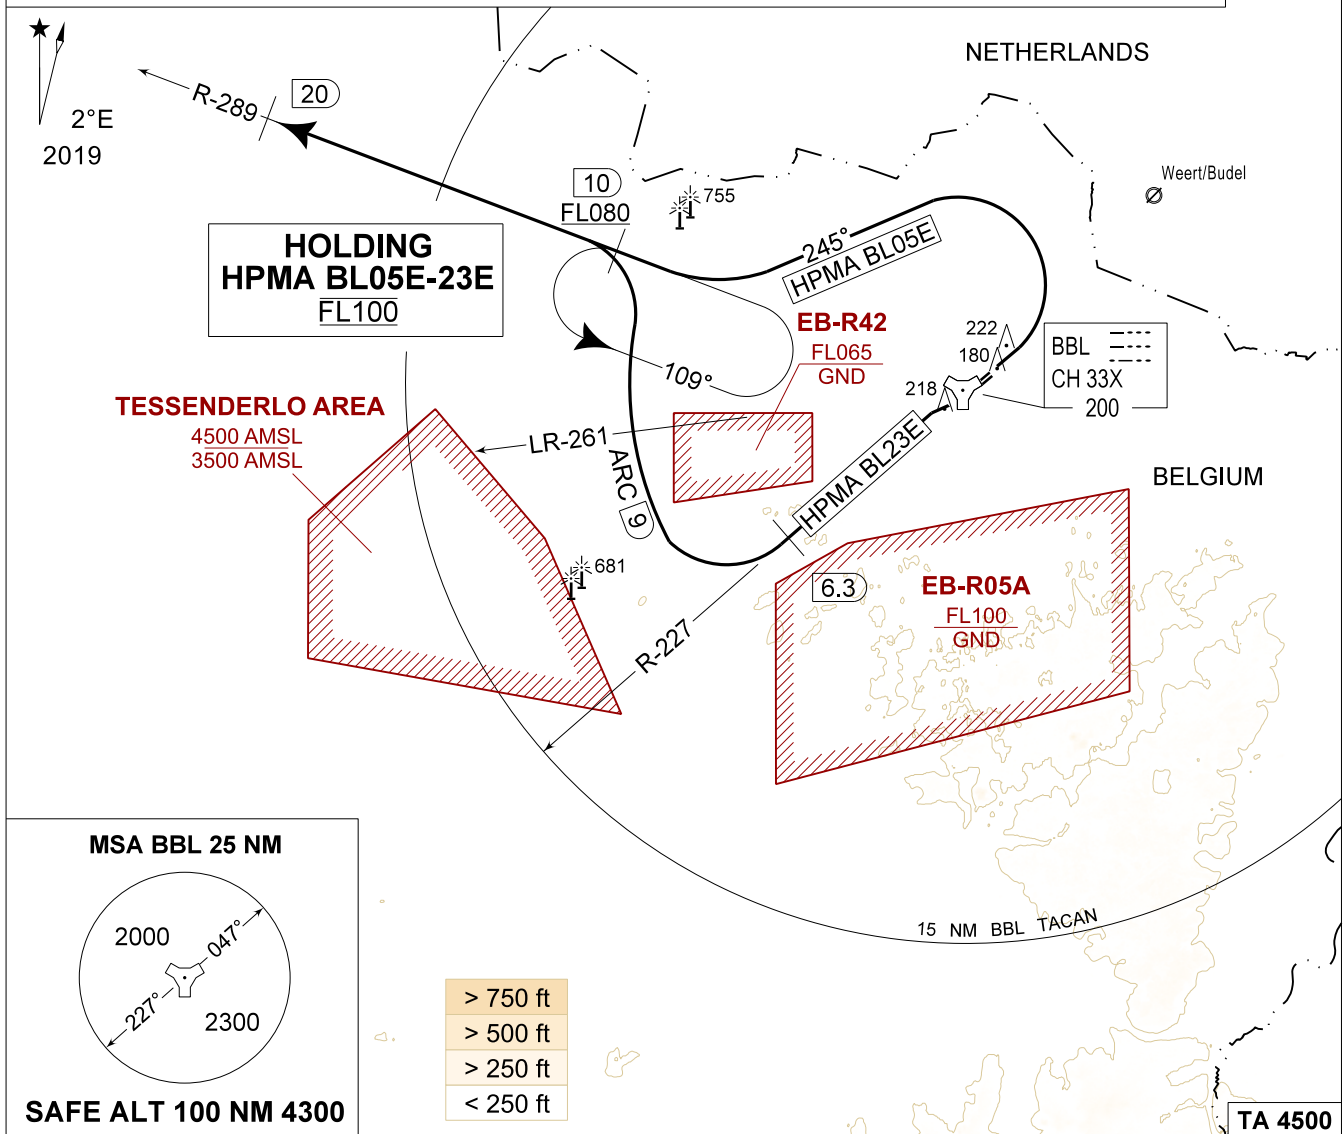 NETHERLANDS
R-289
20
2°E
2019
10
FL080
755
Weert/Budel
HOLDING
HPMA BL05E-23E
FL100
245°
HPMA BL05E
EB-R42
FL065
GND
222
180
218
BBL
CH 33X
200
109°
TESSENDERLO AREA
4500 AMSL
3500 AMSL
LR-261
ARC 9
HPMA BL23E
BELGIUM
681
6.3
EB-R05A
FL100
GND
R-227
15 NM BBL TACAN
MSA BBL 25 NM
2000
047°
227°
2300
SAFE ALT 100 NM 4300
> 750 ft
> 500 ft
> 250 ft
< 250 ft
TA 4500